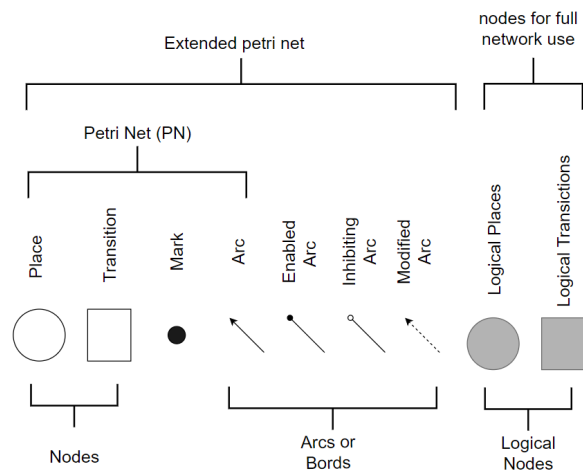 nodes for full
network use
Extended petri net
Petri Net (PN)
Place
Transition
Mark
Arc
Enabled
Arc
Inhibiting
Arc
Modified
Arc
Logical Places
Logical Transictions
Nodes
Arcs or
Bords
Logical
Nodes